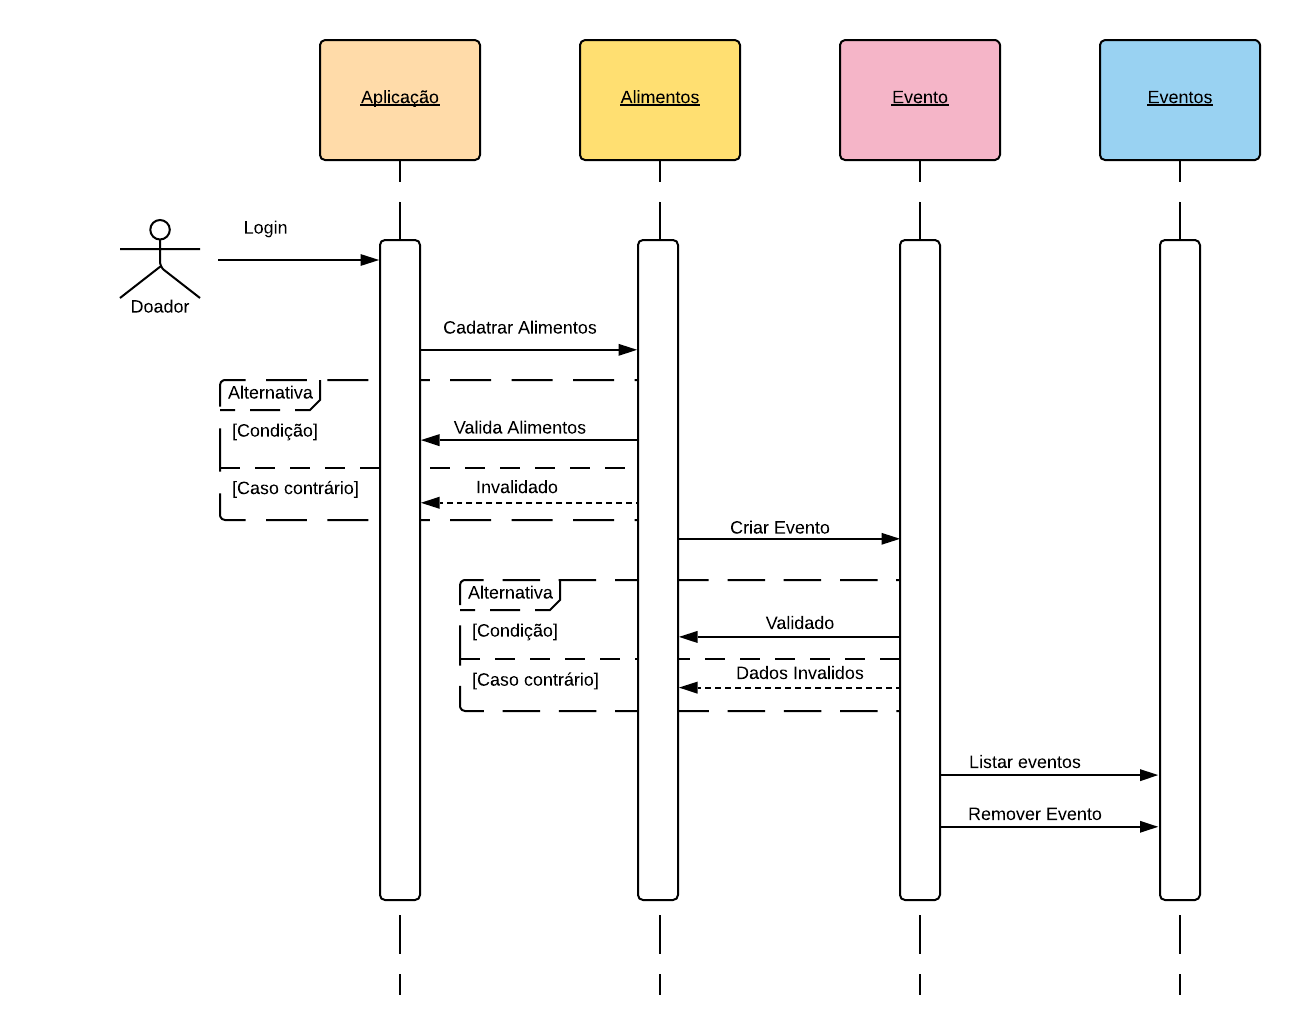 Aplicação
Alimentos
Evento
Eventos
Login
Doador
Cadatrar Alimentos
Alternativa
[Condição]
Valida Alimentos
[Caso contrário]
Invalidado
Criar Evento
Alternativa
[Condição]
Validado
[Caso contrário]
Dados Invalidos
Listar eventos
Remover Evento